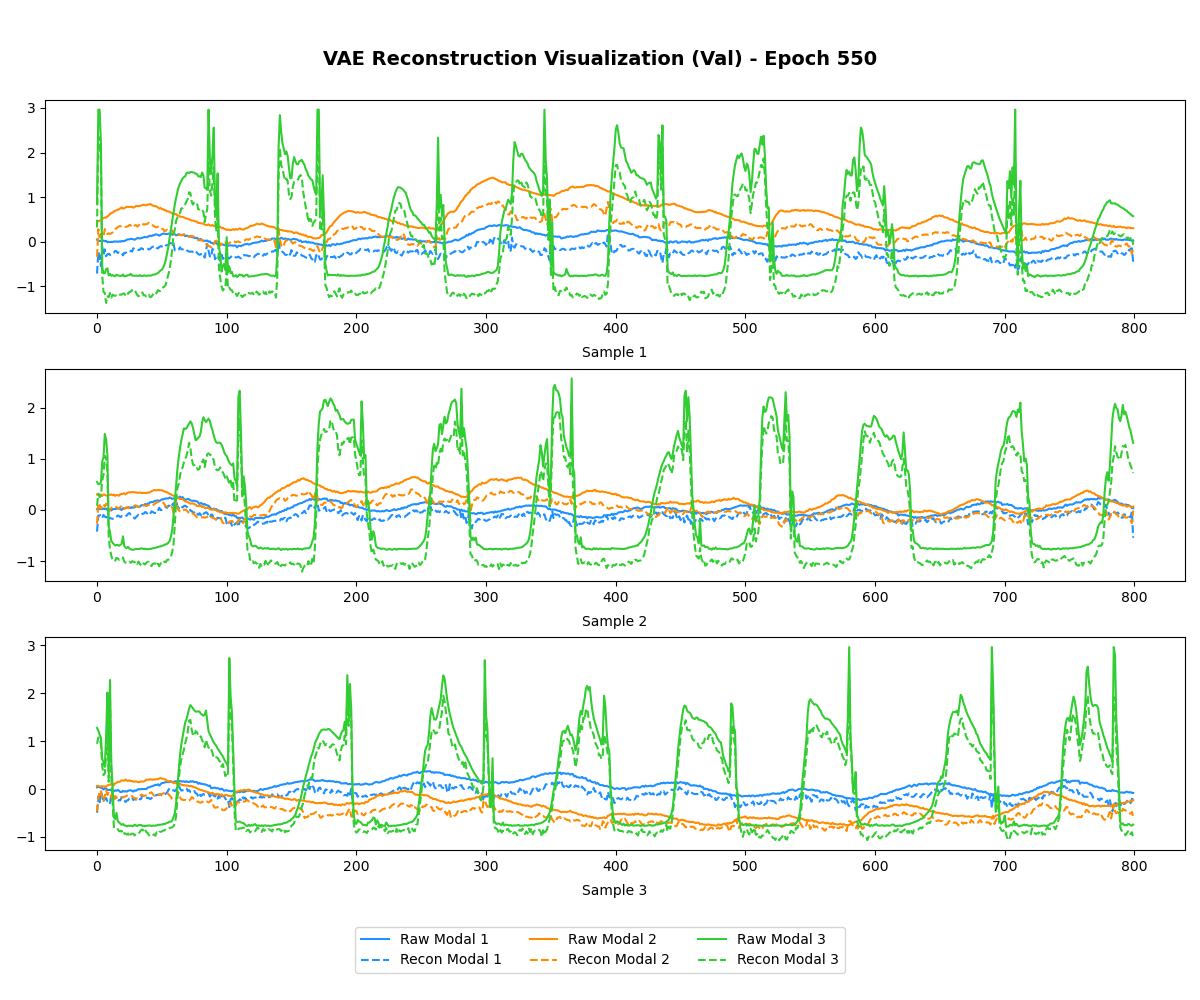 VAE Reconstruction Visualization (Val) - Epoch 550
3
2
1
0
−1
0 100 200 300 400 500 600 700 800
Sample 1
2
1
0
−1
0 100 200 300 400 500 600 700 800
Sample 2
3
2
1
0
−1
0 100 200 300 400 500 600 700 800
Sample 3
Raw Modal 1 Raw Modal 2 Raw Modal 3
Recon Modal 1 Recon Modal 2 Recon Modal 3